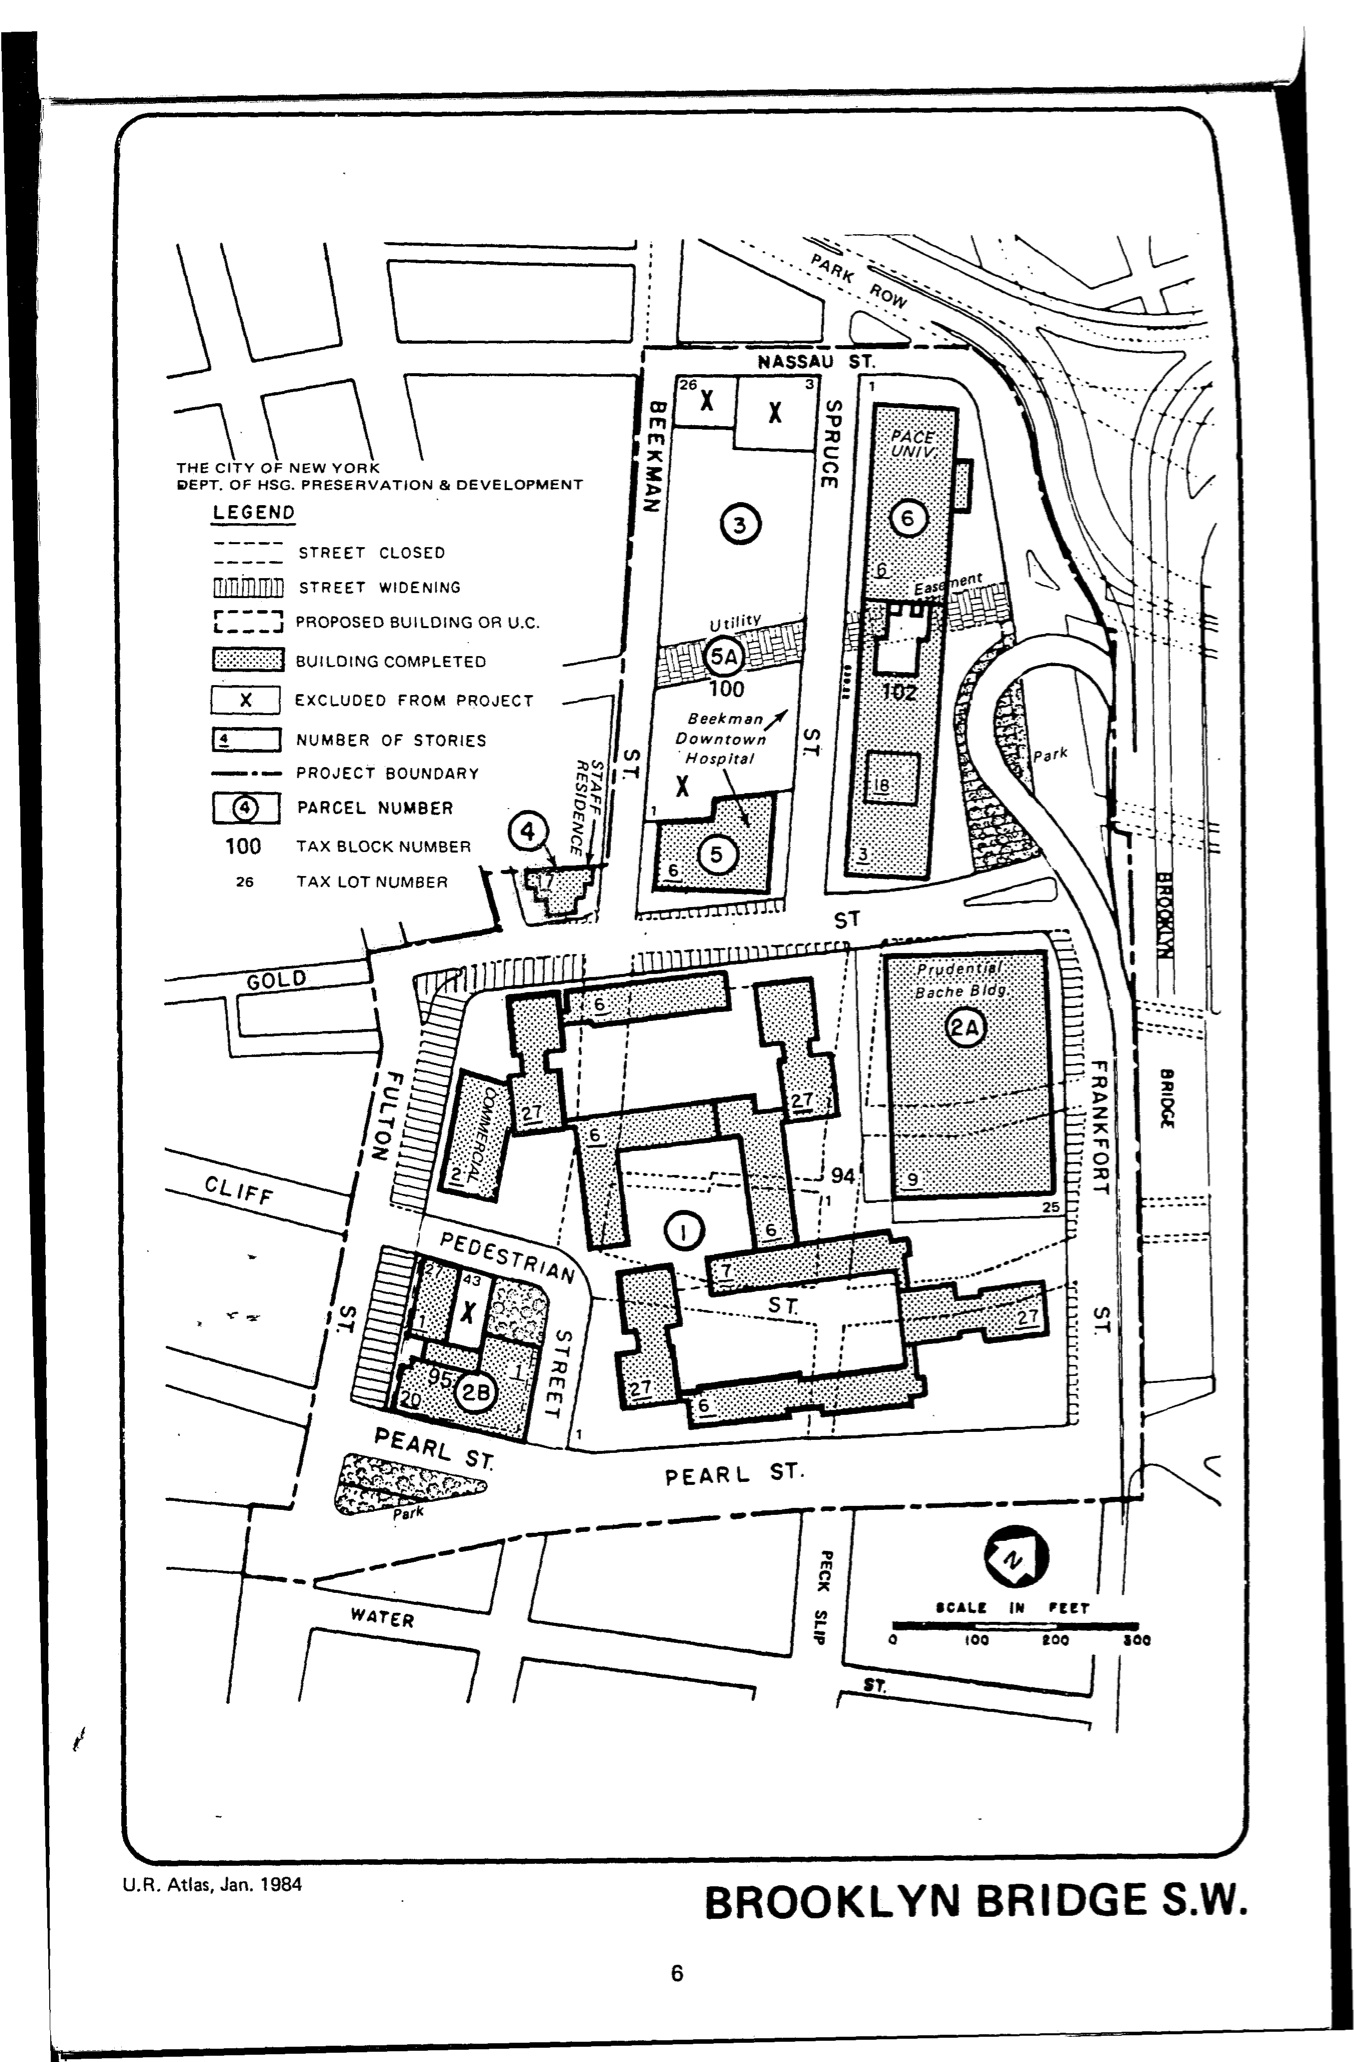 PARK ROW
NASSAU ST.
26
3
1
X
X
BEEKMAN
SPRUCE
PACE
UNIV.
THE CITY OF NEW YORK
DEPT. OF HSG. PRESERVATION & DEVELOPMENT
LEGEND
STREET CLOSED
STREET WIDENING
PROPOSED BUILDING OR U.C.
BUILDING COMPLETED
X EXCLUDED FROM PROJECT
4 NUMBER OF STORIES
PROJECT BOUNDARY
4 PARCEL NUMBER
100 TAX BLOCK NUMBER
26 TAX LOT NUMBER
3
6
6
Easement
Utility
5A
100
102
Beekman
Downtown
Hospital
ST.
ST.
Park
X
1
18
STAFF
RESIDENCE
4
7
5
6
3
BROOKLYN
BRIDGE
ST
GOLD
Prudential
Bache Bldg.
2A
6
27
27
COMMERCIAL
2
6
FULTON
FRANKFORT
CLIFF
94
1
9
25
1
6
PEDESTRIAN
7
ST.
27
43
X
1
ST.
27
ST.
STREET
1
95
2B
20
27
6
1
PEARL ST.
PEARL ST.
Park
PECK SLIP
N
SCALE IN FEET
0 100 200 300
WATER
ST.
U.R. Atlas, Jan. 1984
BROOKLYN BRIDGE S.W.
6